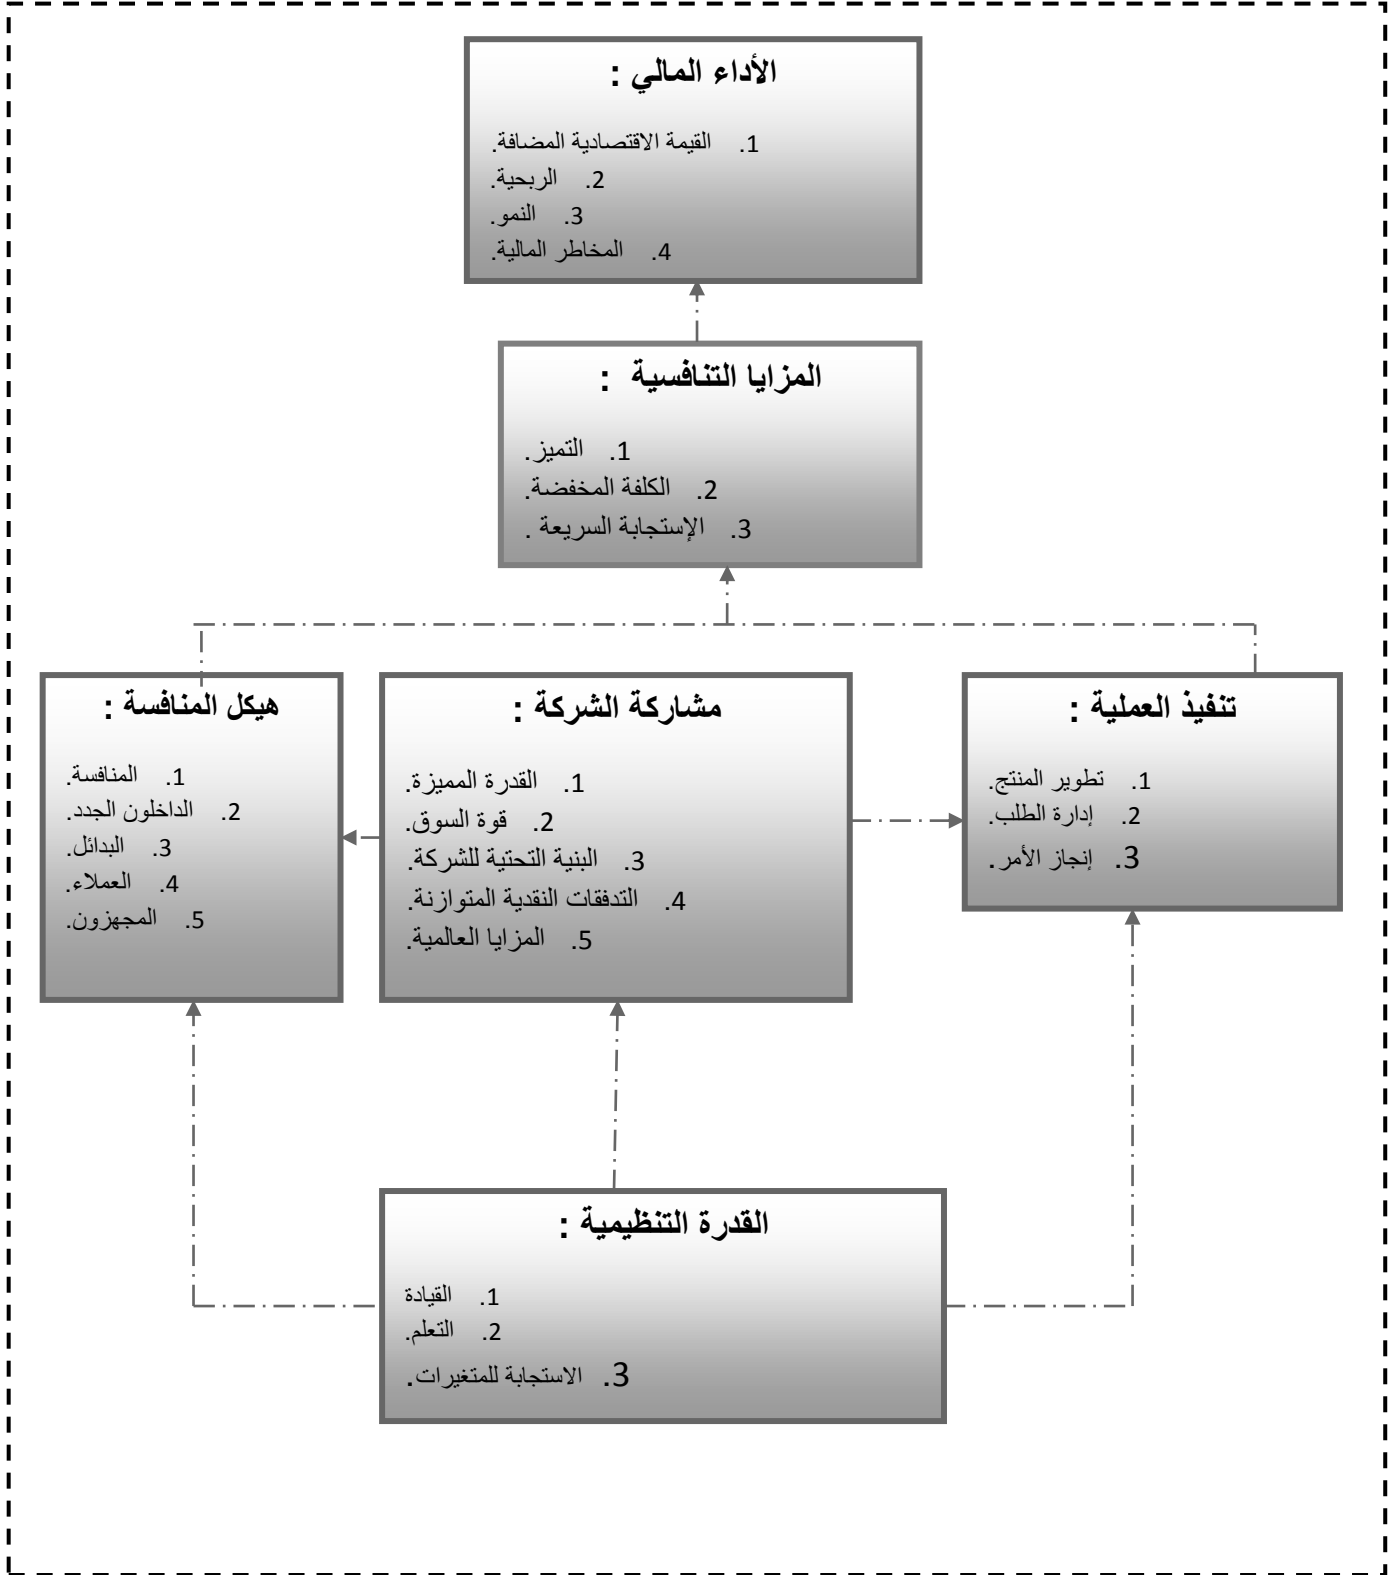 الأداء المالي :
1. القيمة الاقتصادية المضافة.
2. الربحية.
3. النمو.
4. المخاطر المالية.
المزايا التنافسية :
1. التميز.
2. الكلفة المخفضة.
3. الإستجابة السريعة .
تنفيذ العملية :
1. تطوير المنتج.
2. إدارة الطلب.
3. إنجاز الأمر.
مشاركة الشركة :
1. القدرة المميزة.
2. قوة السوق.
3. البنية التحتية للشركة.
4. التدفقات النقدية المتوازنة.
5. المزايا العالمية.
هيكل المنافسة :
1. المنافسة.
2. الداخلون الجدد.
3. البدائل.
4. العملاء.
5. المجهزون.
القدرة التنظيمية :
1. القيادة
2. التعلم.
3. الاستجابة للمتغيرات.